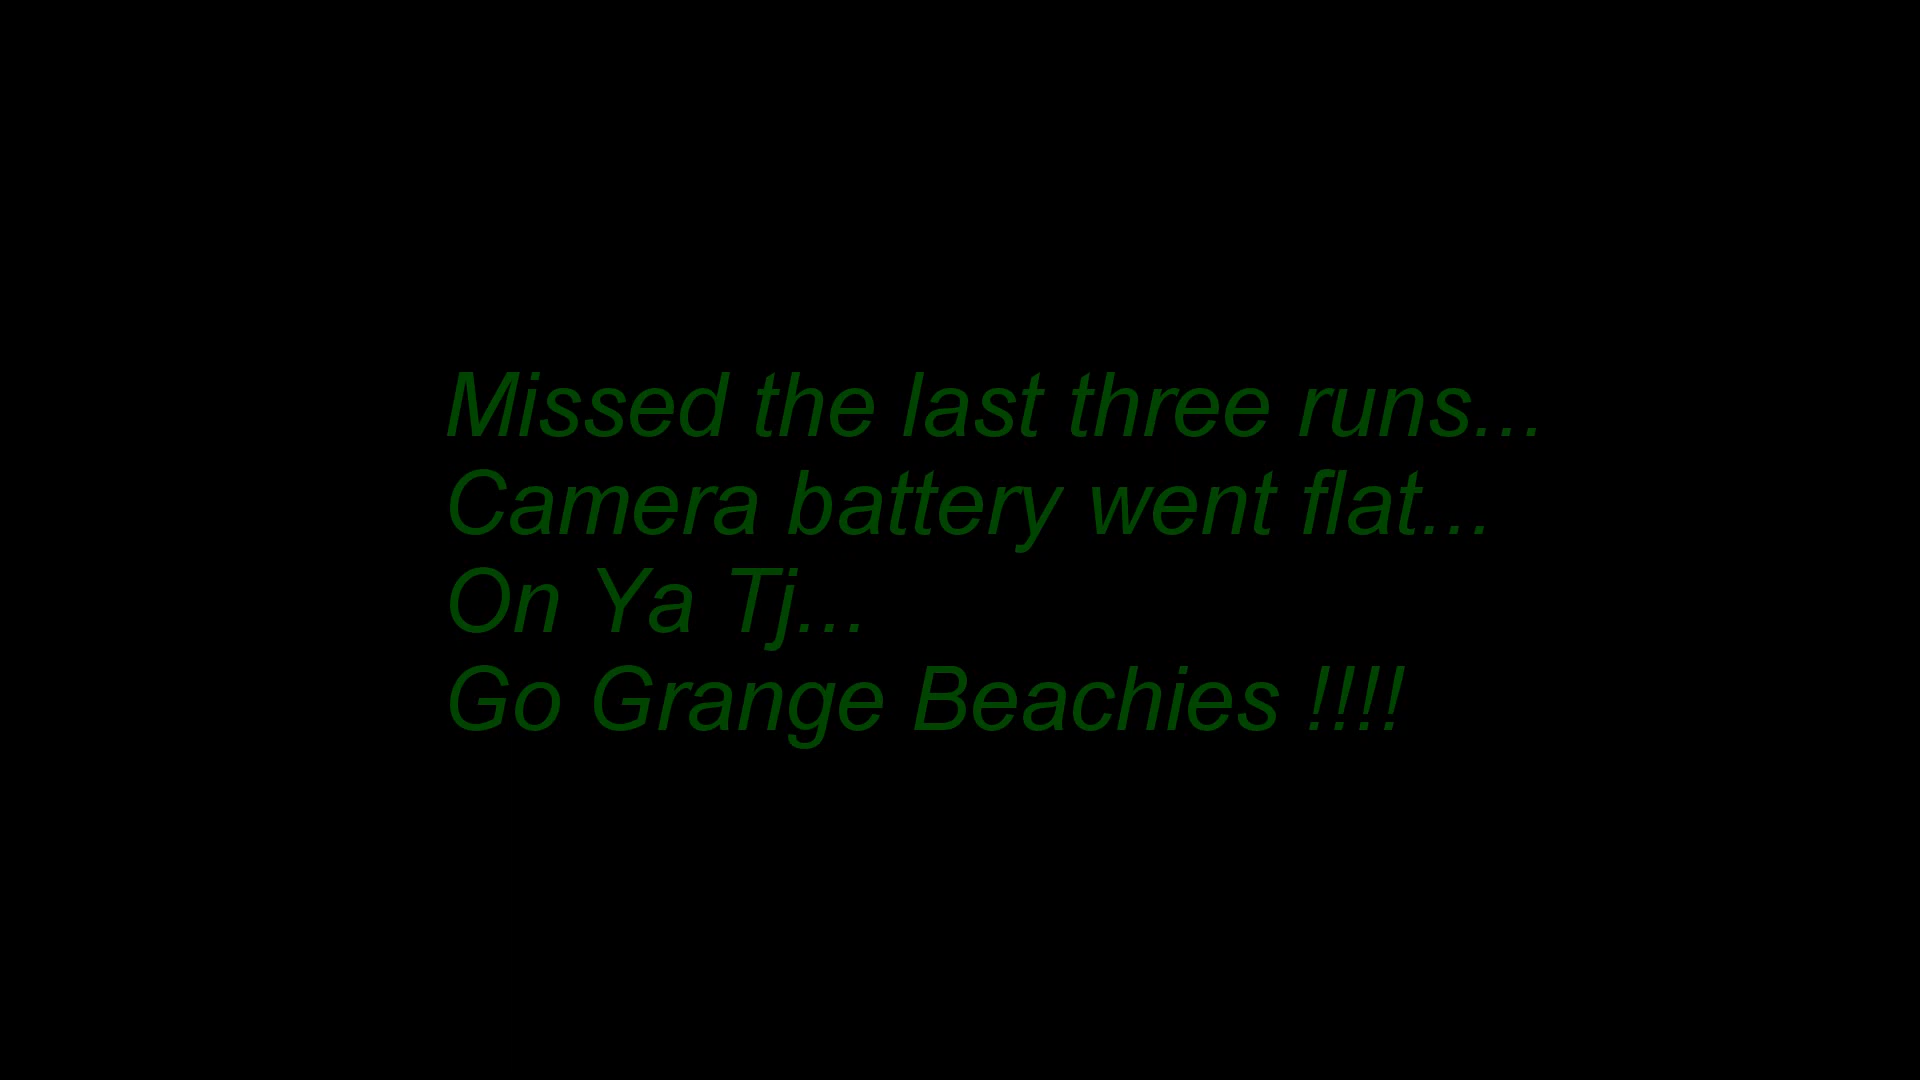 Missed the last three runs...
Camera battery went flat...
On Ya Tj...
Go Grange Beachies !!!!